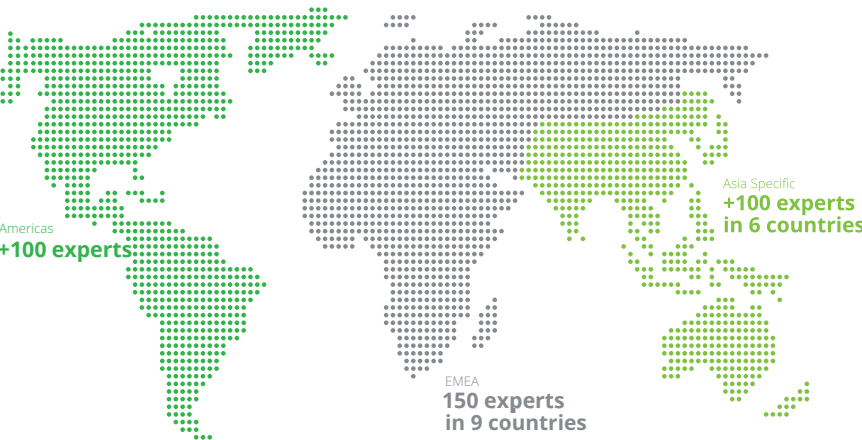 Asia Specific
+100 experts
in 6 countries
Americas
+100 experts
EMEA
150 experts
in 9 countries